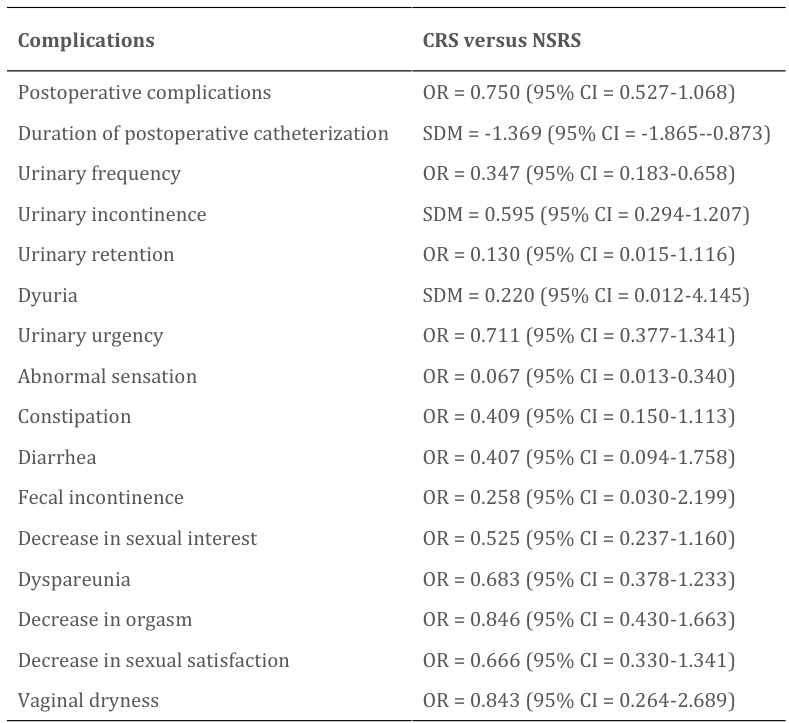 Complications CRS versus NSRS
Postoperative complications OR = 0.750 (95% CI = 0.527-1.068)
Duration of postoperative catheterization SDM = -1.369 (95% CI = -1.865--0.873)
Urinary frequency OR = 0.347 (95% CI = 0.183-0.658)
Urinary incontinence SDM = 0.595 (95% CI = 0.294-1.207)
Urinary retention OR = 0.130 (95% CI = 0.015-1.116)
Dyuria SDM = 0.220 (95% CI = 0.012-4.145)
Urinary urgency OR = 0.711 (95% CI = 0.377-1.341)
Abnormal sensation OR = 0.067 (95% CI = 0.013-0.340)
Constipation OR = 0.409 (95% CI = 0.150-1.113)
Diarrhea OR = 0.407 (95% CI = 0.094-1.758)
Fecal incontinence OR = 0.258 (95% CI = 0.030-2.199)
Decrease in sexual interest OR = 0.525 (95% CI = 0.237-1.160)
Dyspareunia OR = 0.683 (95% CI = 0.378-1.233)
Decrease in orgasm OR = 0.846 (95% CI = 0.430-1.663)
Decrease in sexual satisfaction OR = 0.666 (95% CI = 0.330-1.341)
Vaginal dryness OR = 0.843 (95% CI = 0.264-2.689)